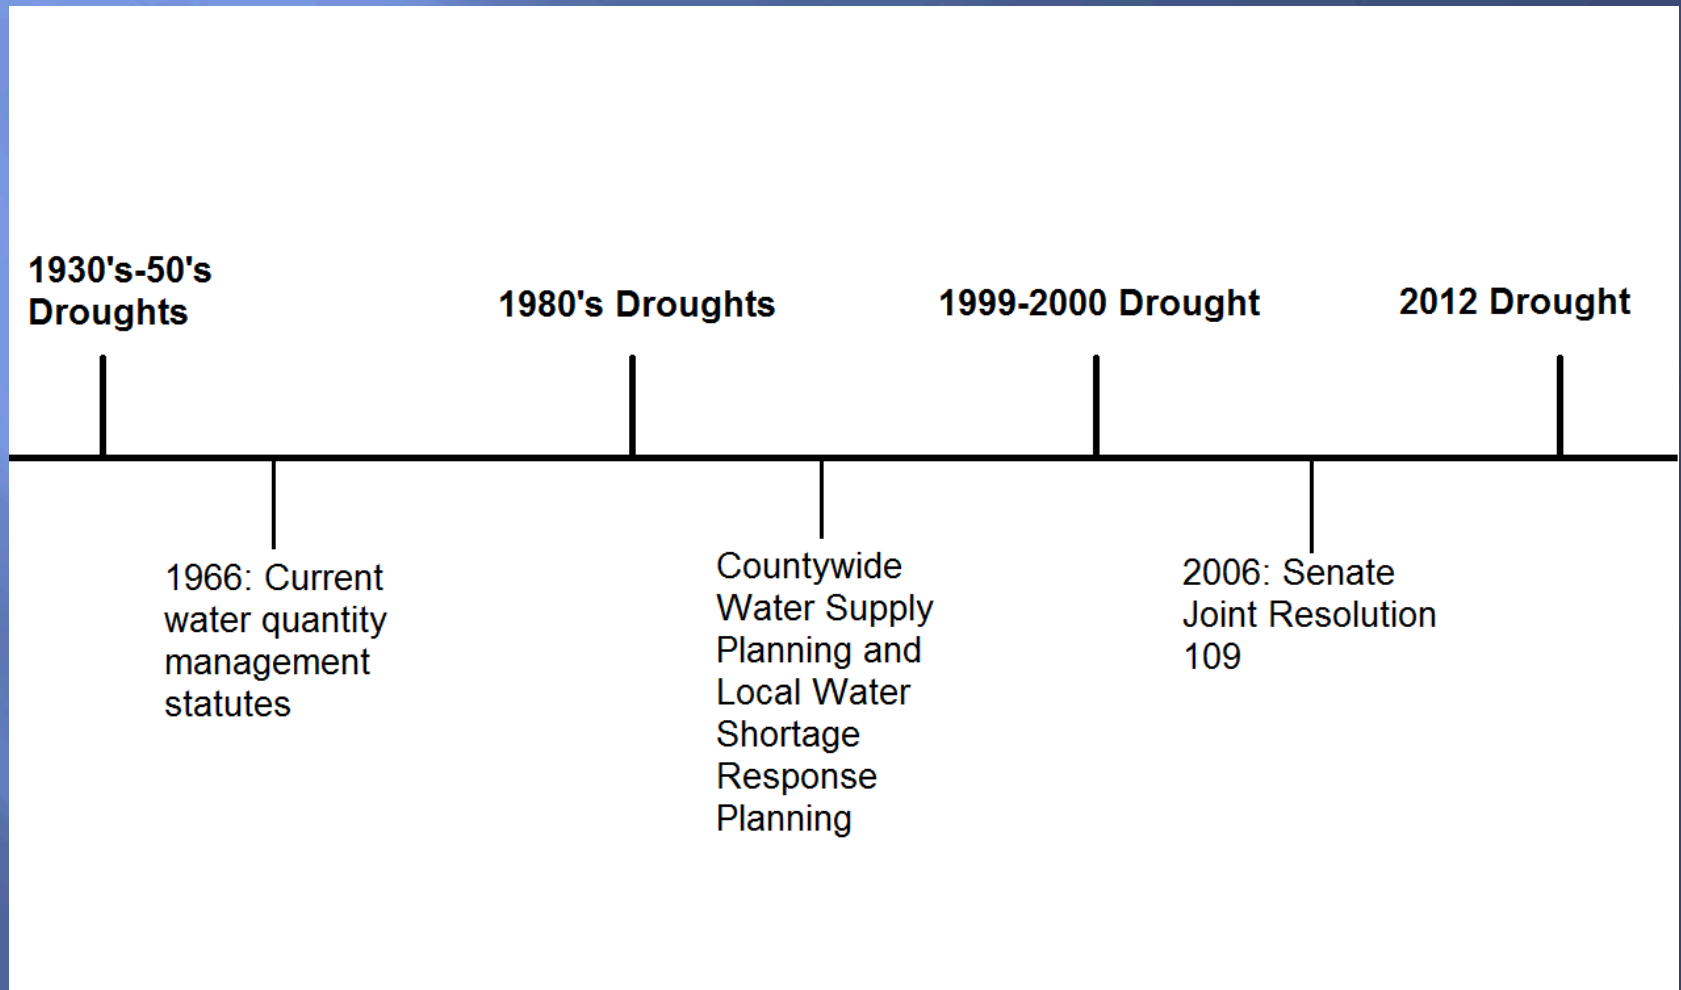 1930's-50's
Droughts
1980's Droughts
1999-2000 Drought
2012 Drought
1966: Current
water quantity
management
statutes
Countywide
Water Supply
Planning and
Local Water
Shortage
Response
Planning
2006: Senate
Joint Resolution
109